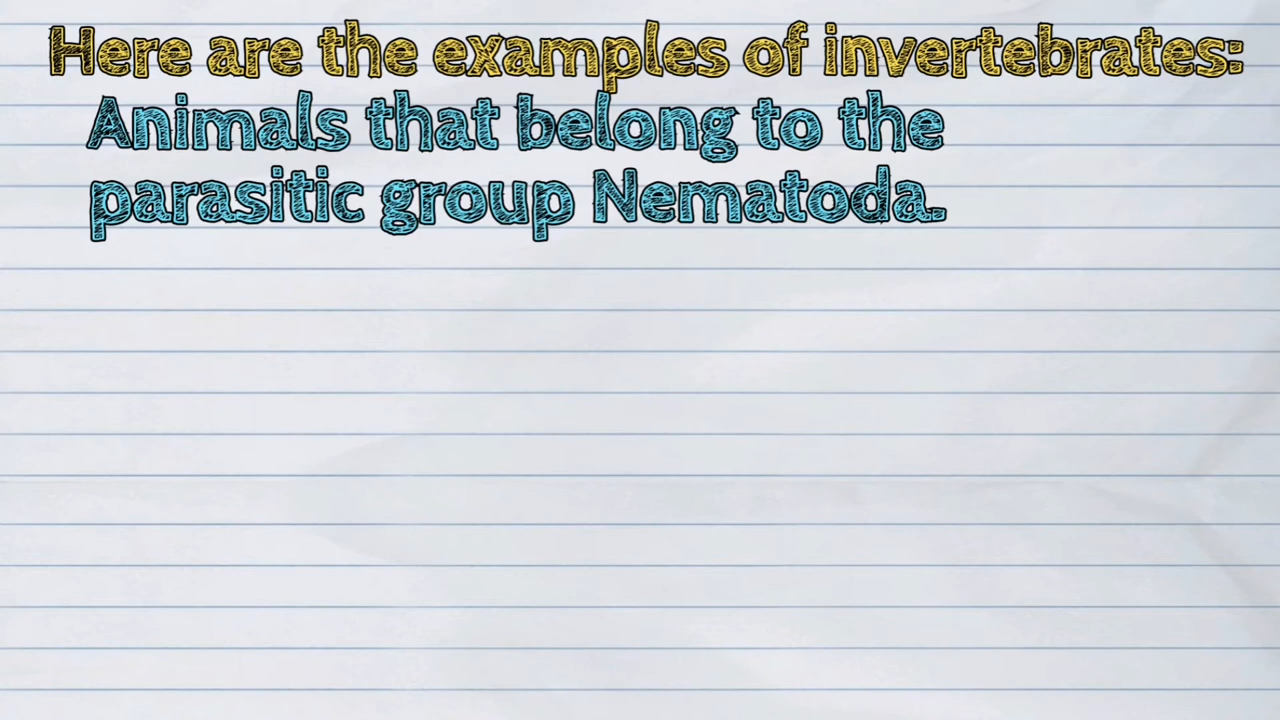 Here are the examples of invertebrates:
Animals that belong to the
parasitic group Nematoda.